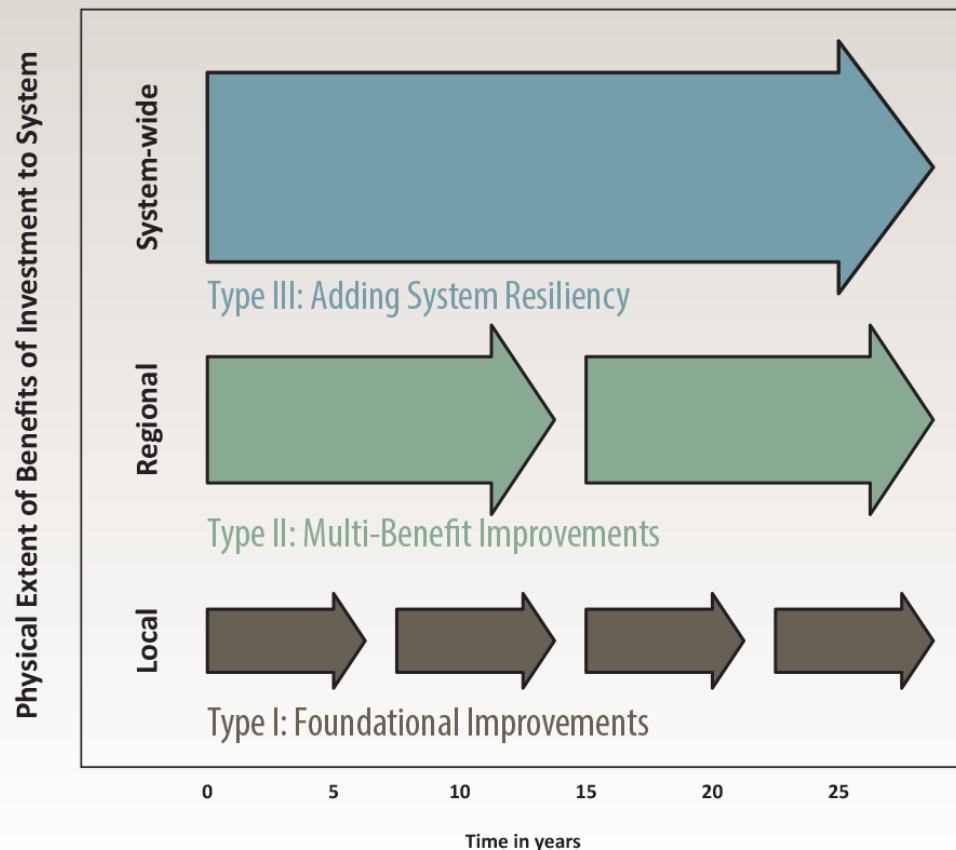 Physical Extent of Benefits of Investment to System
System-wide
Type III: Adding System Resiliency
Regional
Type II: Multi-Benefit Improvements
Local
Type I: Foundational Improvements
0 5 10 15 20 25
Time in years